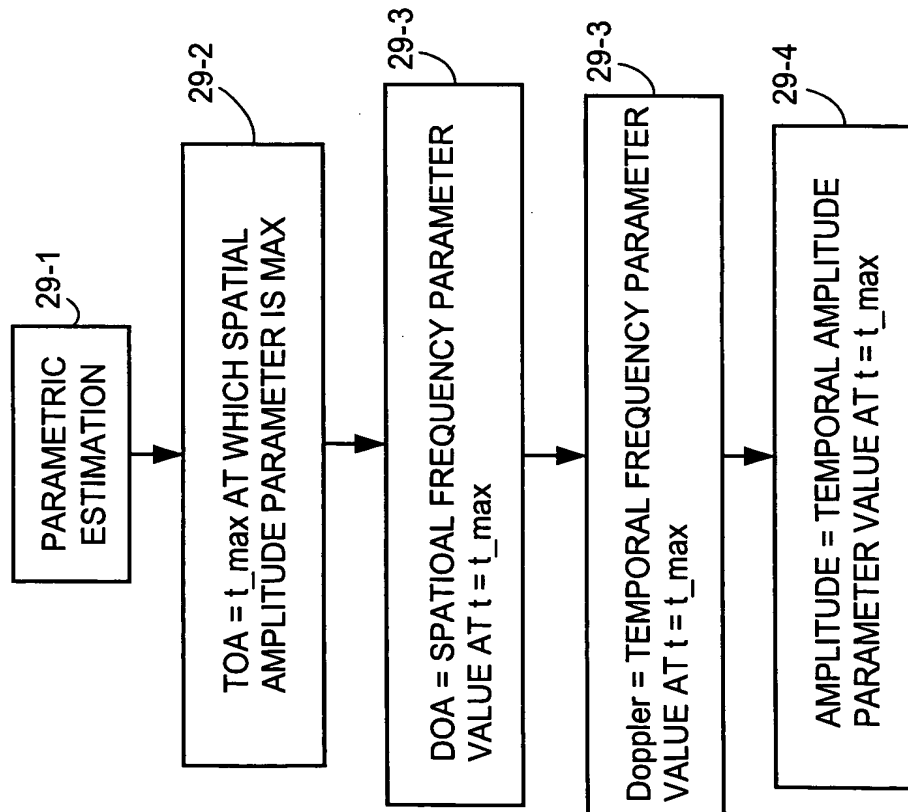 29-1
PARAMETRIC
ESTIMATION
29-2
TOA = t_max AT WHICH SPATIAL
AMPLITUDE PARAMETER IS MAX
29-3
DOA = SPATIOAL FREQUENCY PARAMETER
VALUE AT t = t_max
29-3
Doppler = TEMPORAL FREQUENCY PARAMETER
VALUE AT t = t_max
29-4
AMPLITUDE = TEMPORAL AMPLITUDE
PARAMETER VALUE AT t = t_max